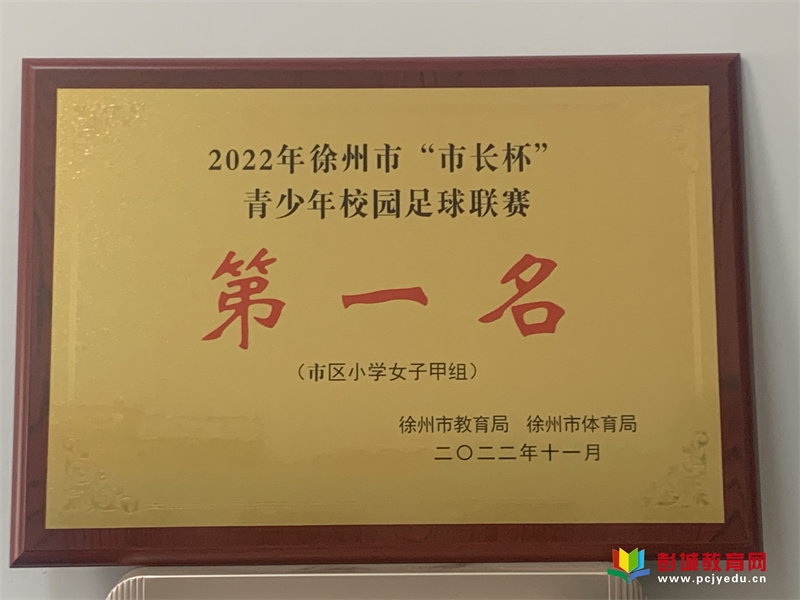 2022年徐州市“市长杯”
青少年校园足球联赛
第一名
（市区小学女子甲组）
徐州市教育局 徐州市体育局
二〇二二年十一月
彭城教育网
www.pcjyedu.cn